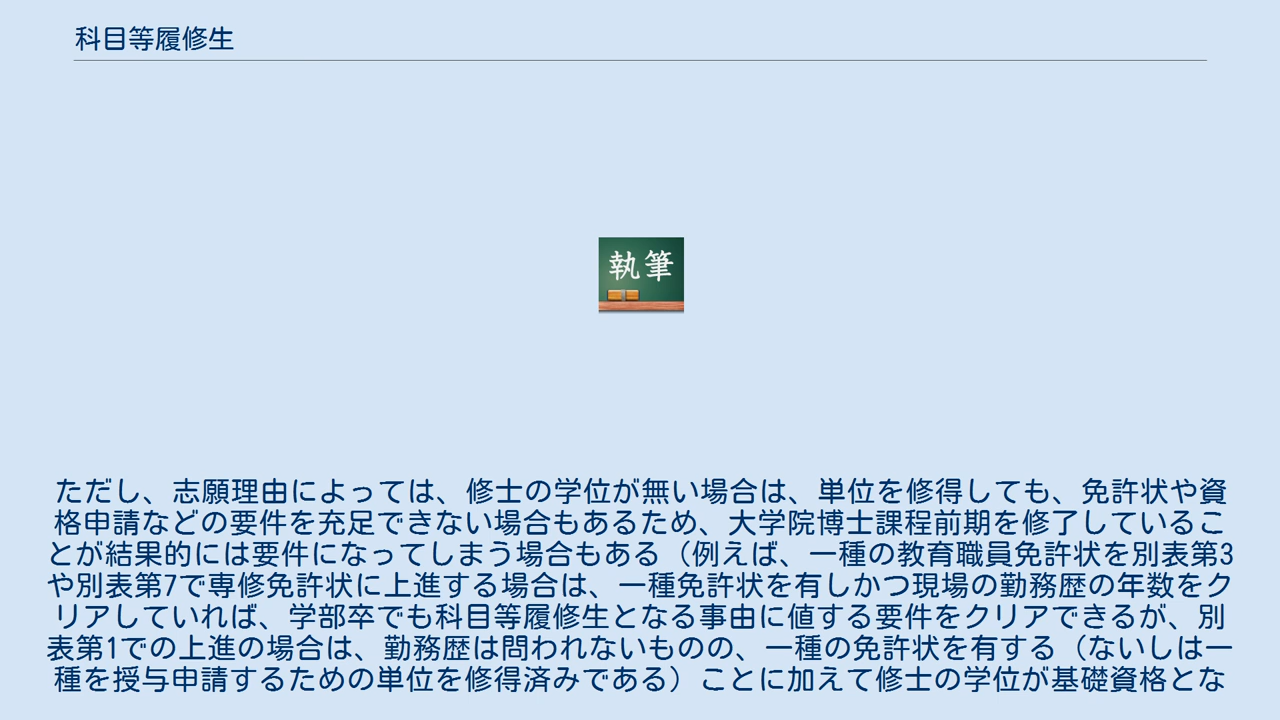 科目等履修生
執筆
ただし、志願理由によっては、修士の学位が無い場合は、単位を修得しても、免許状や資
格申請などの要件を充足できない場合もあるため、大学院博士課程前期を修了しているこ
とが結果的には要件になってしまう場合もある（例えば、一種の教育職員免許状を別表第3
や別表第7で専修免許状に上進する場合は、一種免許状を有しかつ現場の勤務歴の年数をク
リアしていれば、学部卒でも科目等履修生となる事由に値する要件をクリアできるが、別
表第1での上進の場合は、勤務歴は問われないものの、一種の免許状を有する（ないしは一
種を授与申請するための単位を修得済みである）ことに加えて修士の学位が基礎資格とな